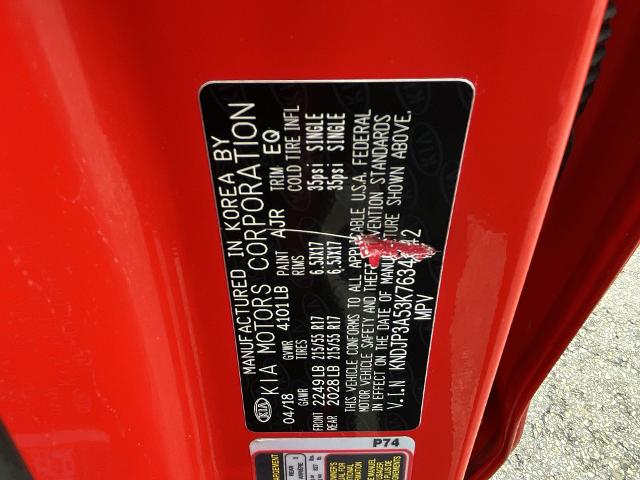 MANUFACTURED IN KOREA BY
KIA KIA MOTORS CORPORATION
04/18 GVWR 4101LB PAINT AJR TRIM EQ
GAWR TIRES RIMS COLD TIRE INFL
FRONT 2249LB 215/55 R17 6.5JX17 35psi SINGLE
REAR 2028LB 215/55 R17 6.5JX17 35psi SINGLE
THIS VEHICLE CONFORMS TO ALL APPLICABLE U.S.A. FEDERAL
MOTOR VEHICLE SAFETY AND THEFT PREVENTION STANDARDS
IN EFFECT ON THE DATE OF MANUFACTURE SHOWN ABOVE.
V.I.N KNDJP3A53K7634
MPV
P74